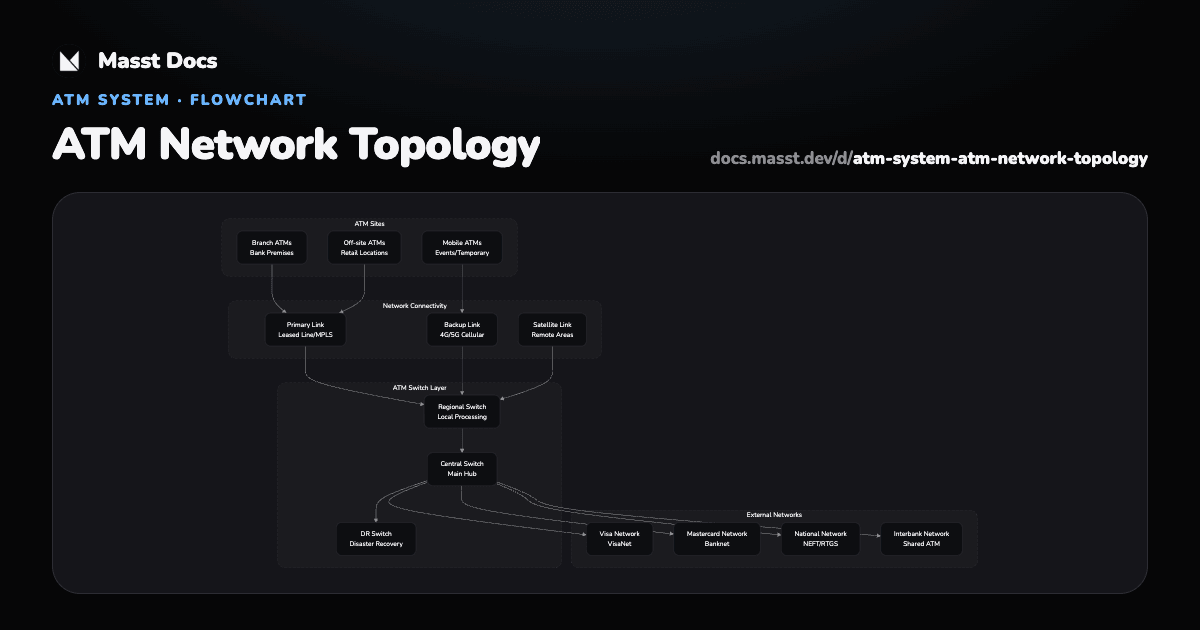 Masst Docs
ATM SYSTEM · FLOWCHART
ATM Network Topology
docs.masst.dev/d/atm-system-atm-network-topology
ATM Sites
Branch ATMs
Bank Premises
Off-site ATMs
Retail Locations
Mobile ATMs
Events/Temporary
Network Connectivity
Primary Link
Leased Line/MPLS
Backup Link
4G/5G Cellular
Satellite Link
Remote Areas
ATM Switch Layer
Regional Switch
Local Processing
Central Switch
Main Hub
DR Switch
Disaster Recovery
External Networks
Visa Network
VisaNet
Mastercard Network
Banknet
National Network
NEFT/RTGS
Interbank Network
Shared ATM